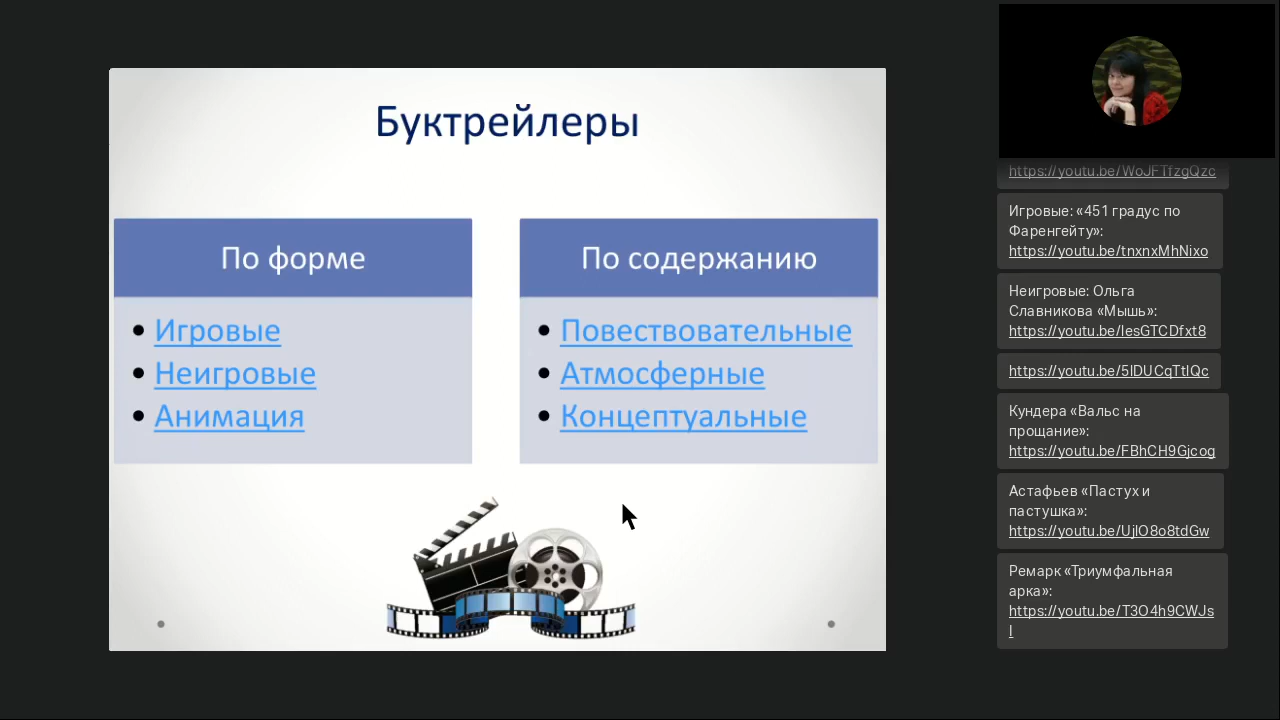 Буктрейлеры
По форме
• Игровые
• Неигровые
• Анимация
По содержанию
• Повествовательные
• Атмосферные
• Концептуальные
https://youtu.be/WoJFTfzgQzc
Игровые: «451 градус по
Фаренгейту»:
https://youtu.be/tnxnxMhNixo
Неигровые: Ольга
Славникова «Мышь»:
https://youtu.be/IesGTCDfxt8
https://youtu.be/5lDUCqTtlQc
Кундера «Вальс на
прощание»:
https://youtu.be/FBhCH9Gjcog
Астафьев «Пастух и
пастушка»:
https://youtu.be/UjlO8o8tdGw
Ремарк «Триумфальная
арка»:
https://youtu.be/T3O4h9CWJs
I